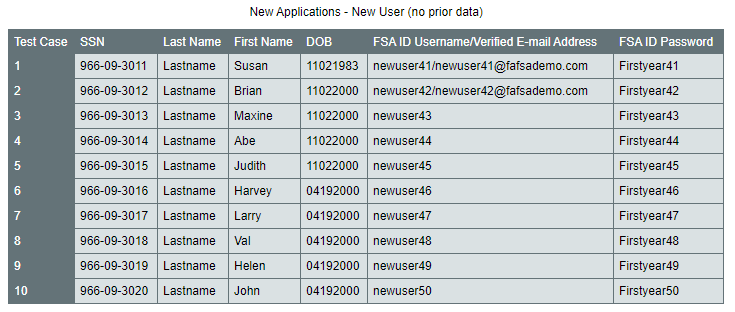 New Applications - New User (no prior data)
Test Case SSN Last Name First Name DOB FSA ID Username/Verified E-mail Address FSA ID Password
1 966-09-3011 Lastname Susan 11021983 newuser41/newuser41@fafsademo.com Firstyear41
2 966-09-3012 Lastname Brian 11022000 newuser42/newuser42@fafsademo.com Firstyear42
3 966-09-3013 Lastname Maxine 11022000 newuser43 Firstyear43
4 966-09-3014 Lastname Abe 11022000 newuser44 Firstyear44
5 966-09-3015 Lastname Judith 11022000 newuser45 Firstyear45
6 966-09-3016 Lastname Harvey 04192000 newuser46 Firstyear46
7 966-09-3017 Lastname Larry 04192000 newuser47 Firstyear47
8 966-09-3018 Lastname Val 04192000 newuser48 Firstyear48
9 966-09-3019 Lastname Helen 04192000 newuser49 Firstyear49
10 966-09-3020 Lastname John 04192000 newuser50 Firstyear50